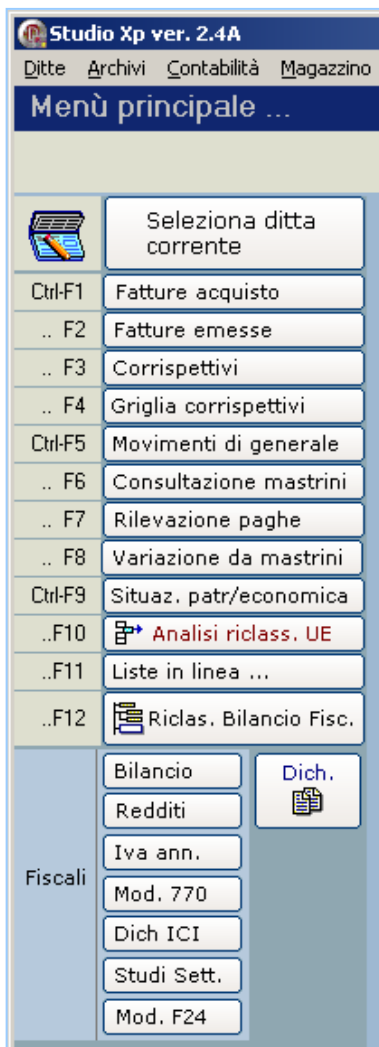 Studio Xp ver. 2.4A
Ditte Archivi Contabilità Magazzino
Menù principale ...
Seleziona ditta
corrente
Ctrl-F1 Fatture acquisto
.. F2 Fatture emesse
.. F3 Corrispettivi
.. F4 Griglia corrispettivi
Ctrl-F5 Movimenti di generale
.. F6 Consultazione mastrini
.. F7 Rilevazione paghe
.. F8 Variazione da mastrini
Ctrl-F9 Situaz. patr/economica
..F10 Analisi riclass. UE
..F11 Liste in linea ...
..F12 Riclas. Bilancio Fisc.
Fiscali
Bilancio
Redditi
Iva ann.
Mod. 770
Dich ICI
Studi Sett.
Mod. F24
Dich.